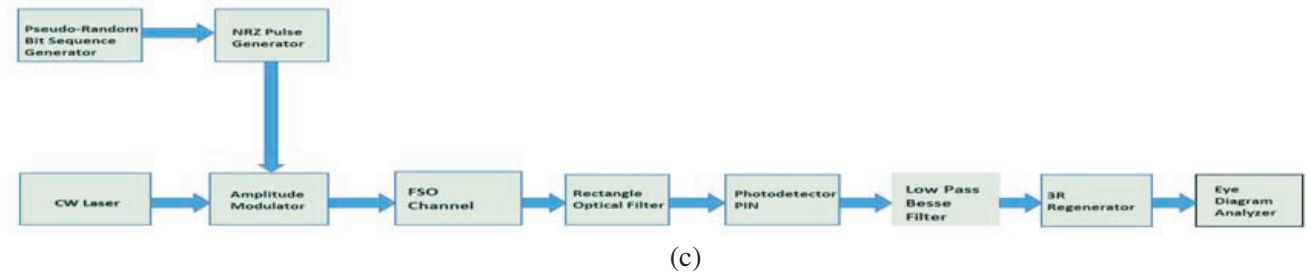 Pseudo-Random
Bit Sequence
Generator
NRZ Pulse
Generator
CW Laser
Amplitude
Modulator
FSO
Channel
Rectangle
Optical Filter
Photodetector
PIN
Low Pass
Besse
Filter
3R
Regenerator
Eye
Diagram
Analyzer
(c)